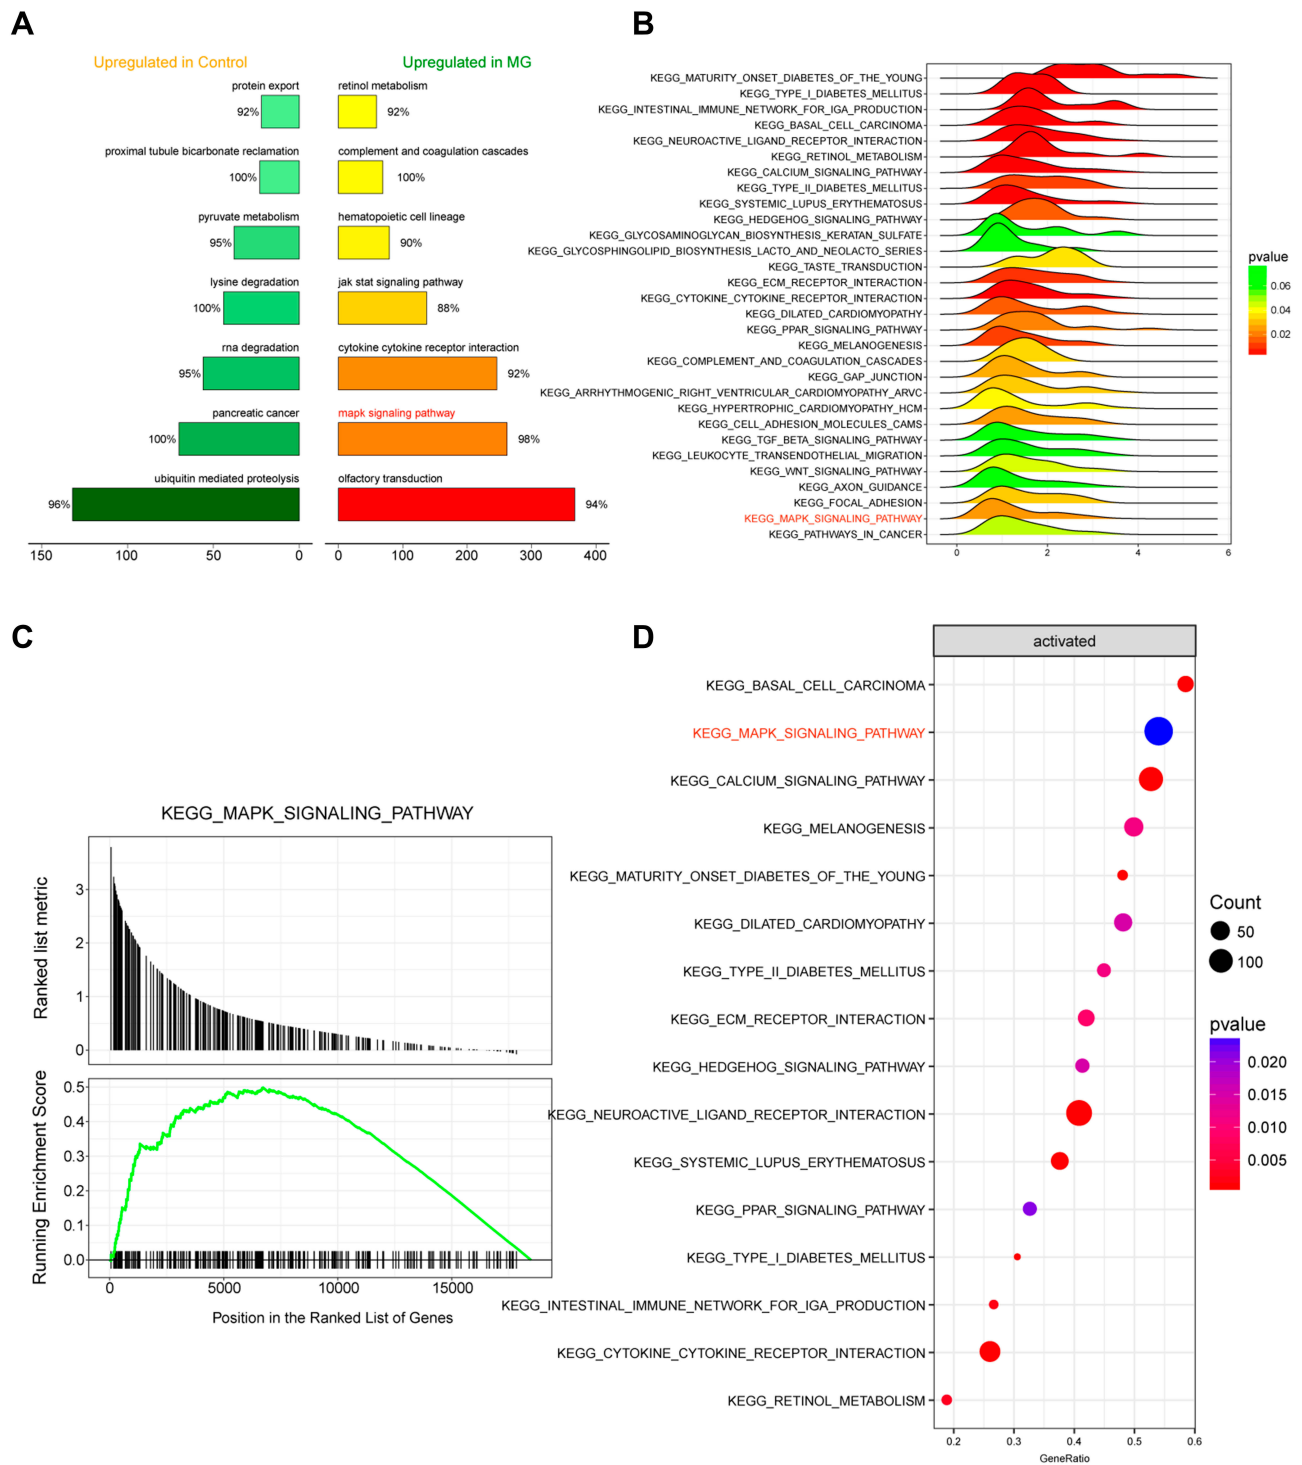 A
Upregulated in Control
Upregulated in MG
protein export
92%
retinol metabolism
92%
proximal tubule bicarbonate reclamation
100%
complement and coagulation cascades
100%
pyruvate metabolism
95%
hematopoietic cell lineage
90%
lysine degradation
100%
jak stat signaling pathway
88%
rna degradation
95%
cytokine cytokine receptor interaction
92%
pancreatic cancer
100%
mapk signaling pathway
98%
ubiquitin mediated proteolysis
96%
olfactory transduction
94%
150 100 50 0
0 100 200 300 400
B
KEGG_MATURITY_ONSET_DIABETES_OF_THE_YOUNG
KEGG_TYPE_I_DIABETES_MELLITUS
KEGG_INTESTINAL_IMMUNE_NETWORK_FOR_IGA_PRODUCTION
KEGG_BASAL_CELL_CARCINOMA
KEGG_NEUROACTIVE_LIGAND_RECEPTOR_INTERACTION
KEGG_RETINOL_METABOLISM
KEGG_CALCIUM_SIGNALING_PATHWAY
KEGG_TYPE_II_DIABETES_MELLITUS
KEGG_SYSTEMIC_LUPUS_ERYTHEMATOSUS
KEGG_HEDGEHOG_SIGNALING_PATHWAY
KEGG_GLYCOSAMINOGLYCAN_BIOSYNTHESIS_KERATAN_SULFATE
KEGG_GLYCOSPHINGOLIPID_BIOSYNTHESIS_LACTO_AND_NEOLACTO_SERIES
KEGG_TASTE_TRANSDUCTION
KEGG_ECM_RECEPTOR_INTERACTION
KEGG_CYTOKINE_CYTOKINE_RECEPTOR_INTERACTION
KEGG_DILATED_CARDIOMYOPATHY
KEGG_PPAR_SIGNALING_PATHWAY
KEGG_MELANOGENESIS
KEGG_COMPLEMENT_AND_COAGULATION_CASCADES
KEGG_GAP_JUNCTION
KEGG_ARRHYTHMOGENIC_RIGHT_VENTRICULAR_CARDIOMYOPATHY_ARVC
KEGG_HYPERTROPHIC_CARDIOMYOPATHY_HCM
KEGG_CELL_ADHESION_MOLECULES_CAMS
KEGG_TGF_BETA_SIGNALING_PATHWAY
KEGG_LEUKOCYTE_TRANSENDOTHELIAL_MIGRATION
KEGG_WNT_SIGNALING_PATHWAY
KEGG_AXON_GUIDANCE
KEGG_FOCAL_ADHESION
KEGG_MAPK_SIGNALING_PATHWAY
KEGG_PATHWAYS_IN_CANCER
0 2 4 6
pvalue
0.06
0.04
0.02
C
KEGG_MAPK_SIGNALING_PATHWAY
Ranked list metric
3
2
1
0
Running Enrichment Score
0.5
0.4
0.3
0.2
0.1
0.0
0 5000 10000 15000
Position in the Ranked List of Genes
D
activated
KEGG_BASAL_CELL_CARCINOMA
KEGG_MAPK_SIGNALING_PATHWAY
KEGG_CALCIUM_SIGNALING_PATHWAY
KEGG_MELANOGENESIS
KEGG_MATURITY_ONSET_DIABETES_OF_THE_YOUNG
KEGG_DILATED_CARDIOMYOPATHY
KEGG_TYPE_II_DIABETES_MELLITUS
KEGG_ECM_RECEPTOR_INTERACTION
KEGG_HEDGEHOG_SIGNALING_PATHWAY
KEGG_NEUROACTIVE_LIGAND_RECEPTOR_INTERACTION
KEGG_SYSTEMIC_LUPUS_ERYTHEMATOSUS
KEGG_PPAR_SIGNALING_PATHWAY
KEGG_TYPE_I_DIABETES_MELLITUS
KEGG_INTESTINAL_IMMUNE_NETWORK_FOR_IGA_PRODUCTION
KEGG_CYTOKINE_CYTOKINE_RECEPTOR_INTERACTION
KEGG_RETINOL_METABOLISM
0.2 0.3 0.4 0.5 0.6
GeneRatio
Count
50
100
pvalue
0.020
0.015
0.010
0.005